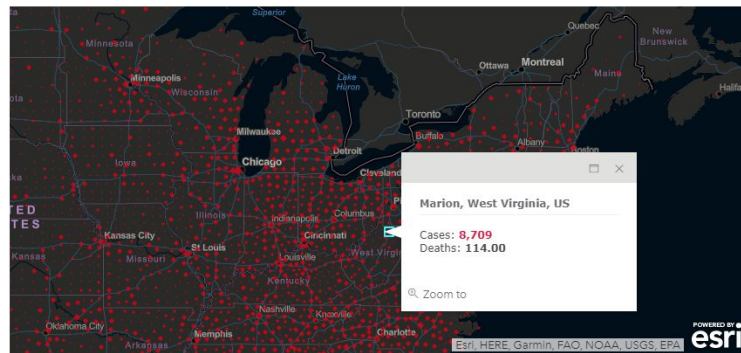 Superior
Quebec
NEW
BRUNSWICK
Minnesota
Ottawa
Montreal
Minneapolis
Lake
Huron
Maine
Wisconsin
Halifa
Toronto
Milwaukee
Buffalo
Albany
Detroit
Boston
Iowa
Chicago
Cleveland
Marion, West Virginia, US
TED
TES
Illinois
Indianapolis
Columbus
Kansas City
Cincinnati
Cases: 8,709
Deaths: 114.00
St Louis
West Virgin
Kansas
Missouri
Louisville
Kentucky
Zoom to
Nashville
Knoxville
Oklahoma City
Memphis
Charlotte
Arkansas
Esri, HERE, Garmin, FAO, NOAA, USGS, EPA
POWERED BY
esri